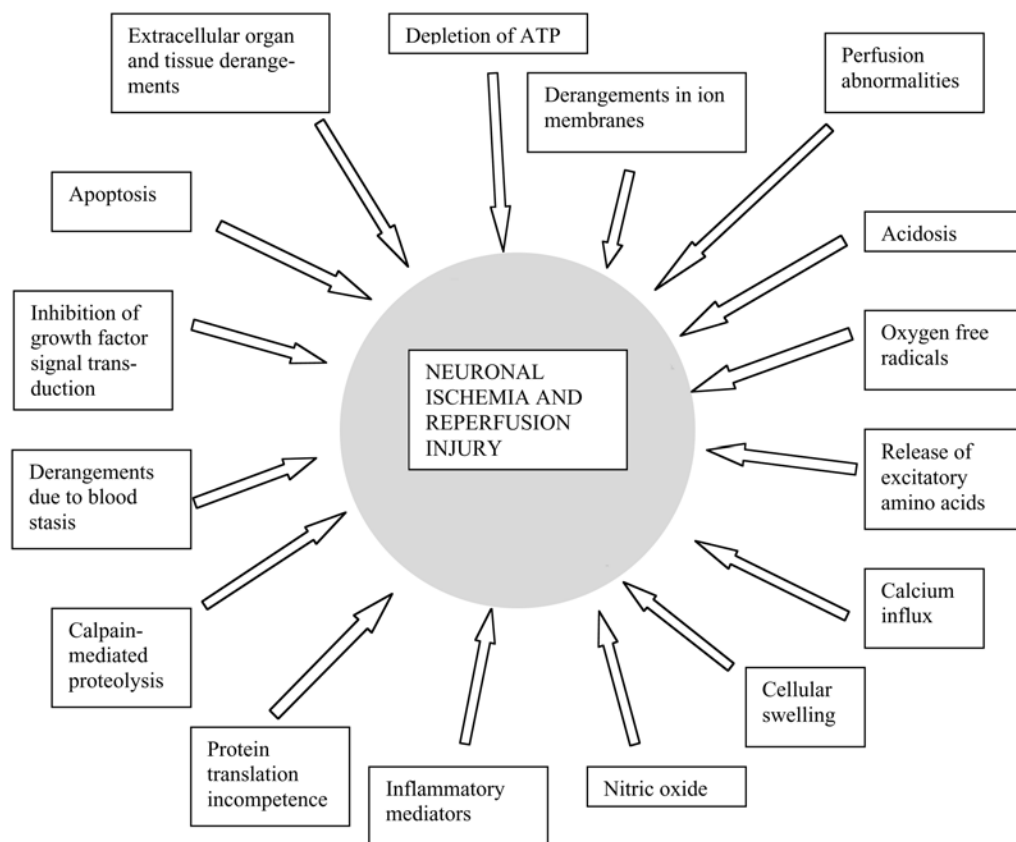 Extracellular organ
and tissue derange-
ments
Depletion of ATP
Derangements in ion
membranes
Perfusion
abnormalities
Apoptosis
Acidosis
Inhibition of
growth factor
signal trans-
duction
Oxygen free
radicals
NEURONAL
ISCHEMIA AND
REPERFUSION
INJURY
Derangements
due to blood
stasis
Release of
excitatory
amino acids
Calpain-
mediated
proteolysis
Calcium
influx
Cellular
swelling
Protein
translation
incompetence
Inflammatory
mediators
Nitric oxide